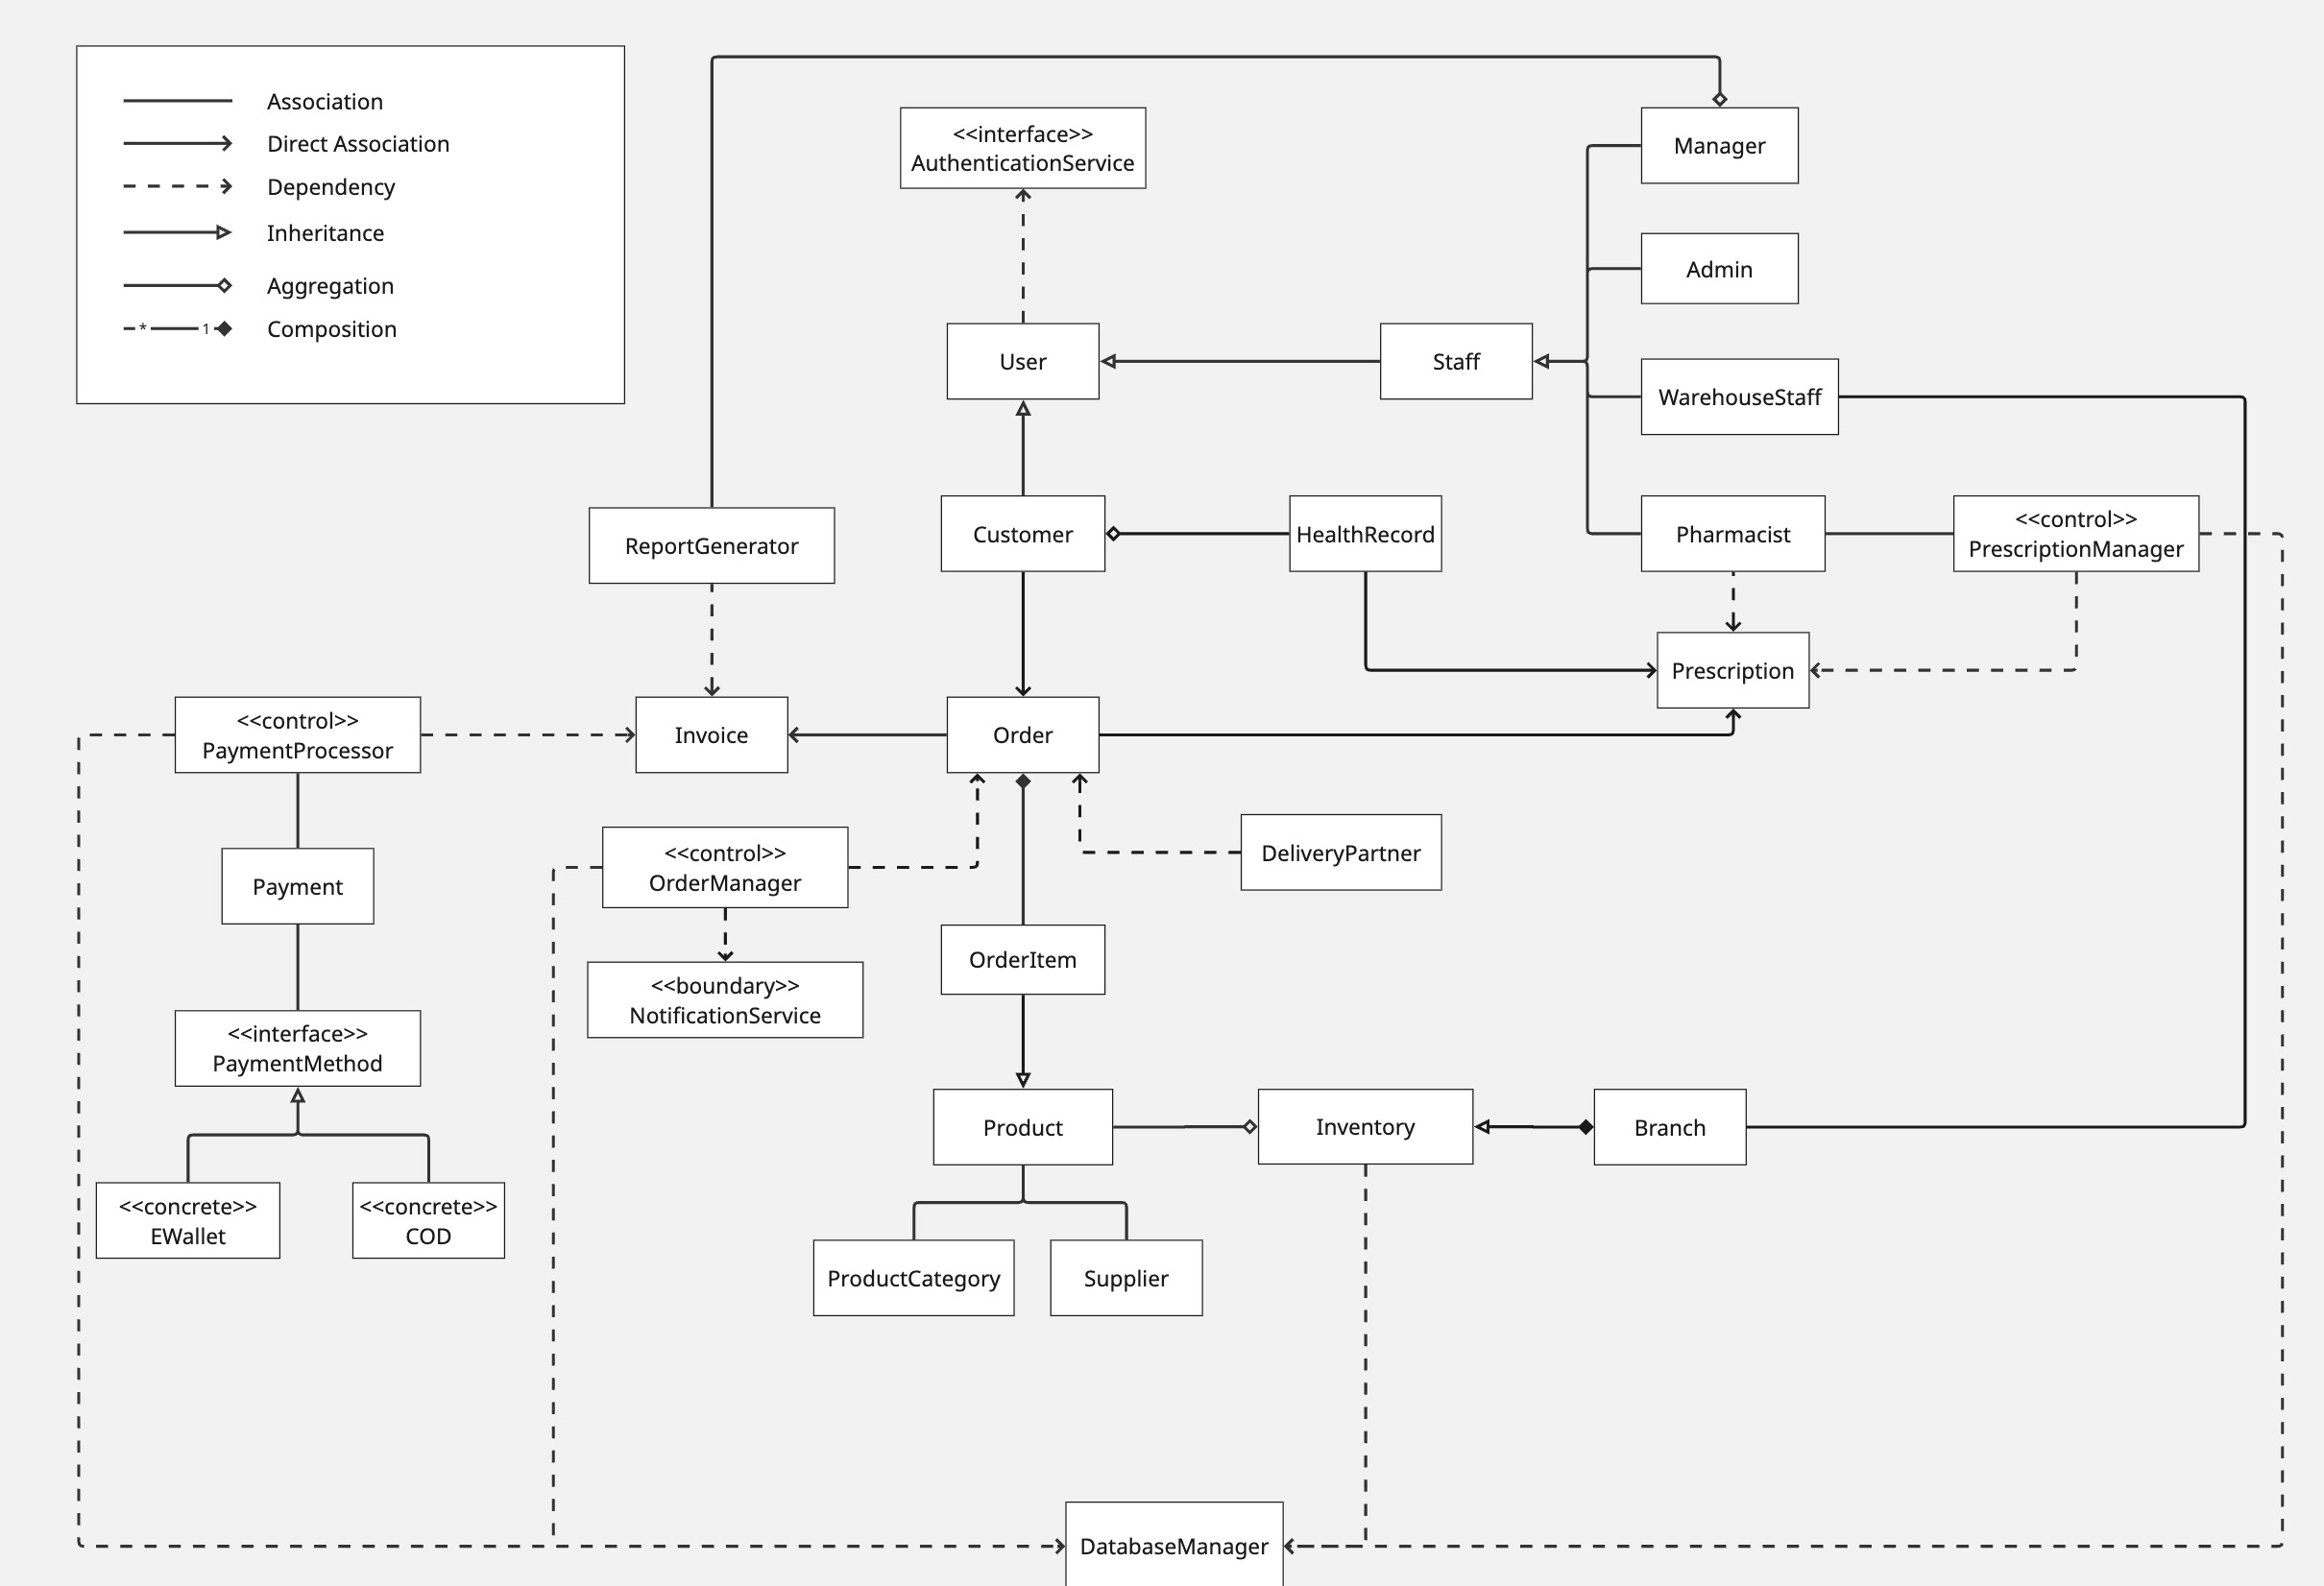 Association
Direct Association
Dependency
Inheritance
Aggregation
* 1
Composition
<<interface>>
AuthenticationService
Manager
Admin
User
Staff
WarehouseStaff
ReportGenerator
Customer
HealthRecord
Pharmacist
<<control>>
PrescriptionManager
Prescription
<<control>>
PaymentProcessor
Invoice
Order
Payment
<<control>>
OrderManager
DeliveryPartner
OrderItem
<<boundary>>
NotificationService
<<interface>>
PaymentMethod
Product
Inventory
Branch
<<concrete>>
EWallet
<<concrete>>
COD
ProductCategory
Supplier
DatabaseManager